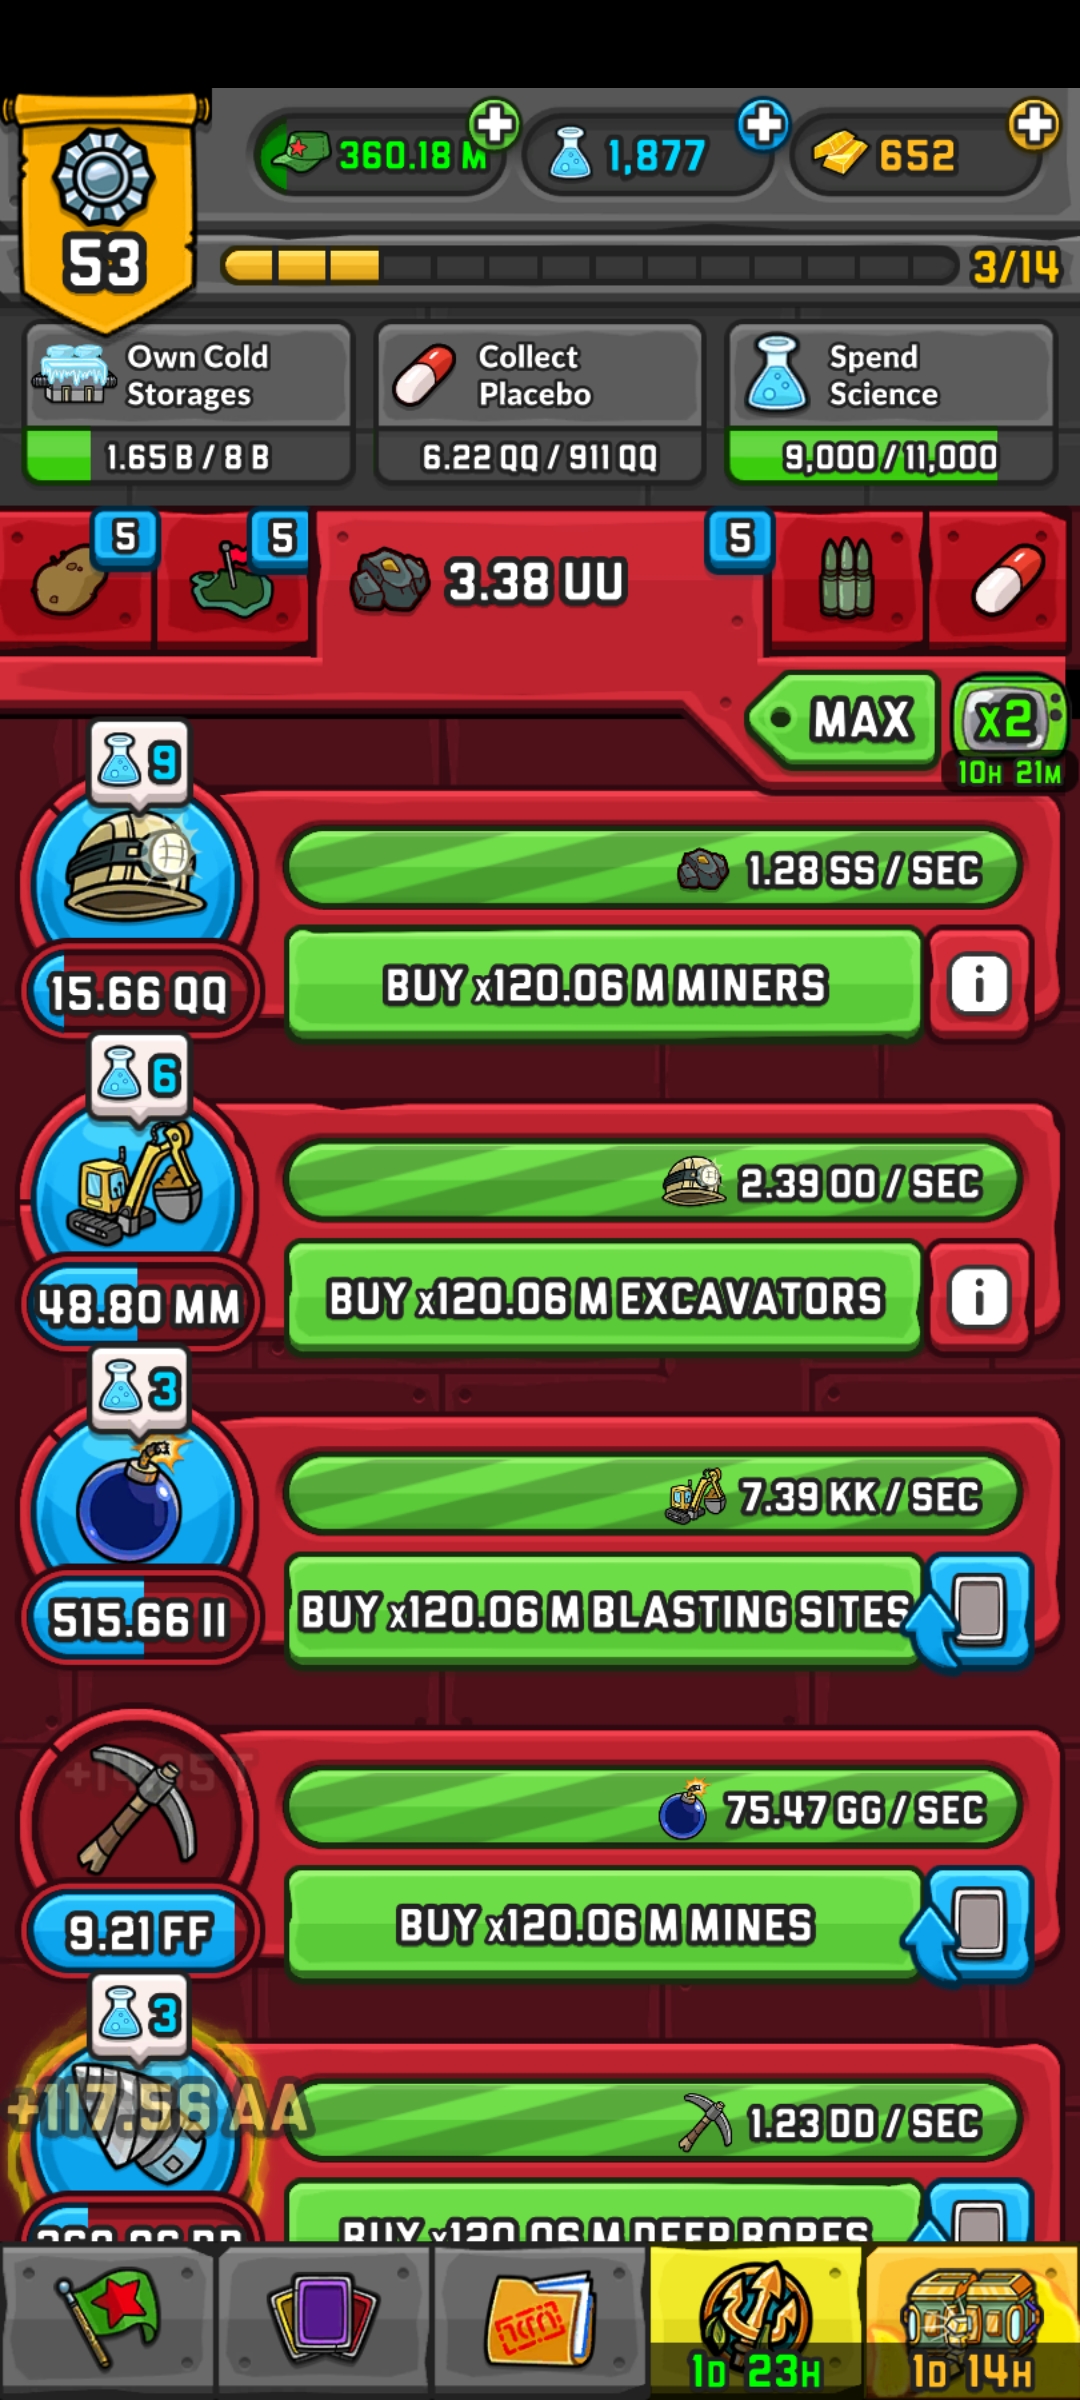 53
360.18 M
1,877
652
3/14
Own Cold
Storages
1.65 B / 8 B
Collect
Placebo
6.22 QQ / 911 QQ
Spend
Science
9,000 / 11,000
5
5
3.38 UU
5
MAX
x2
10H 21M
9
1.28 SS / SEC
15.66 QQ
BUY x120.06 M MINERS
i
6
2.39 OO / SEC
48.80 MM
BUY x120.06 M EXCAVATORS
i
3
7.39 KK / SEC
515.66 II
BUY x120.06 M BLASTING SITES
75.47 GG / SEC
9.21 FF
BUY x120.06 M MINES
3
+117.56 AA
1.23 DD / SEC
BUY x120.06 M DEEP BORES
1D 23H
1D 14H